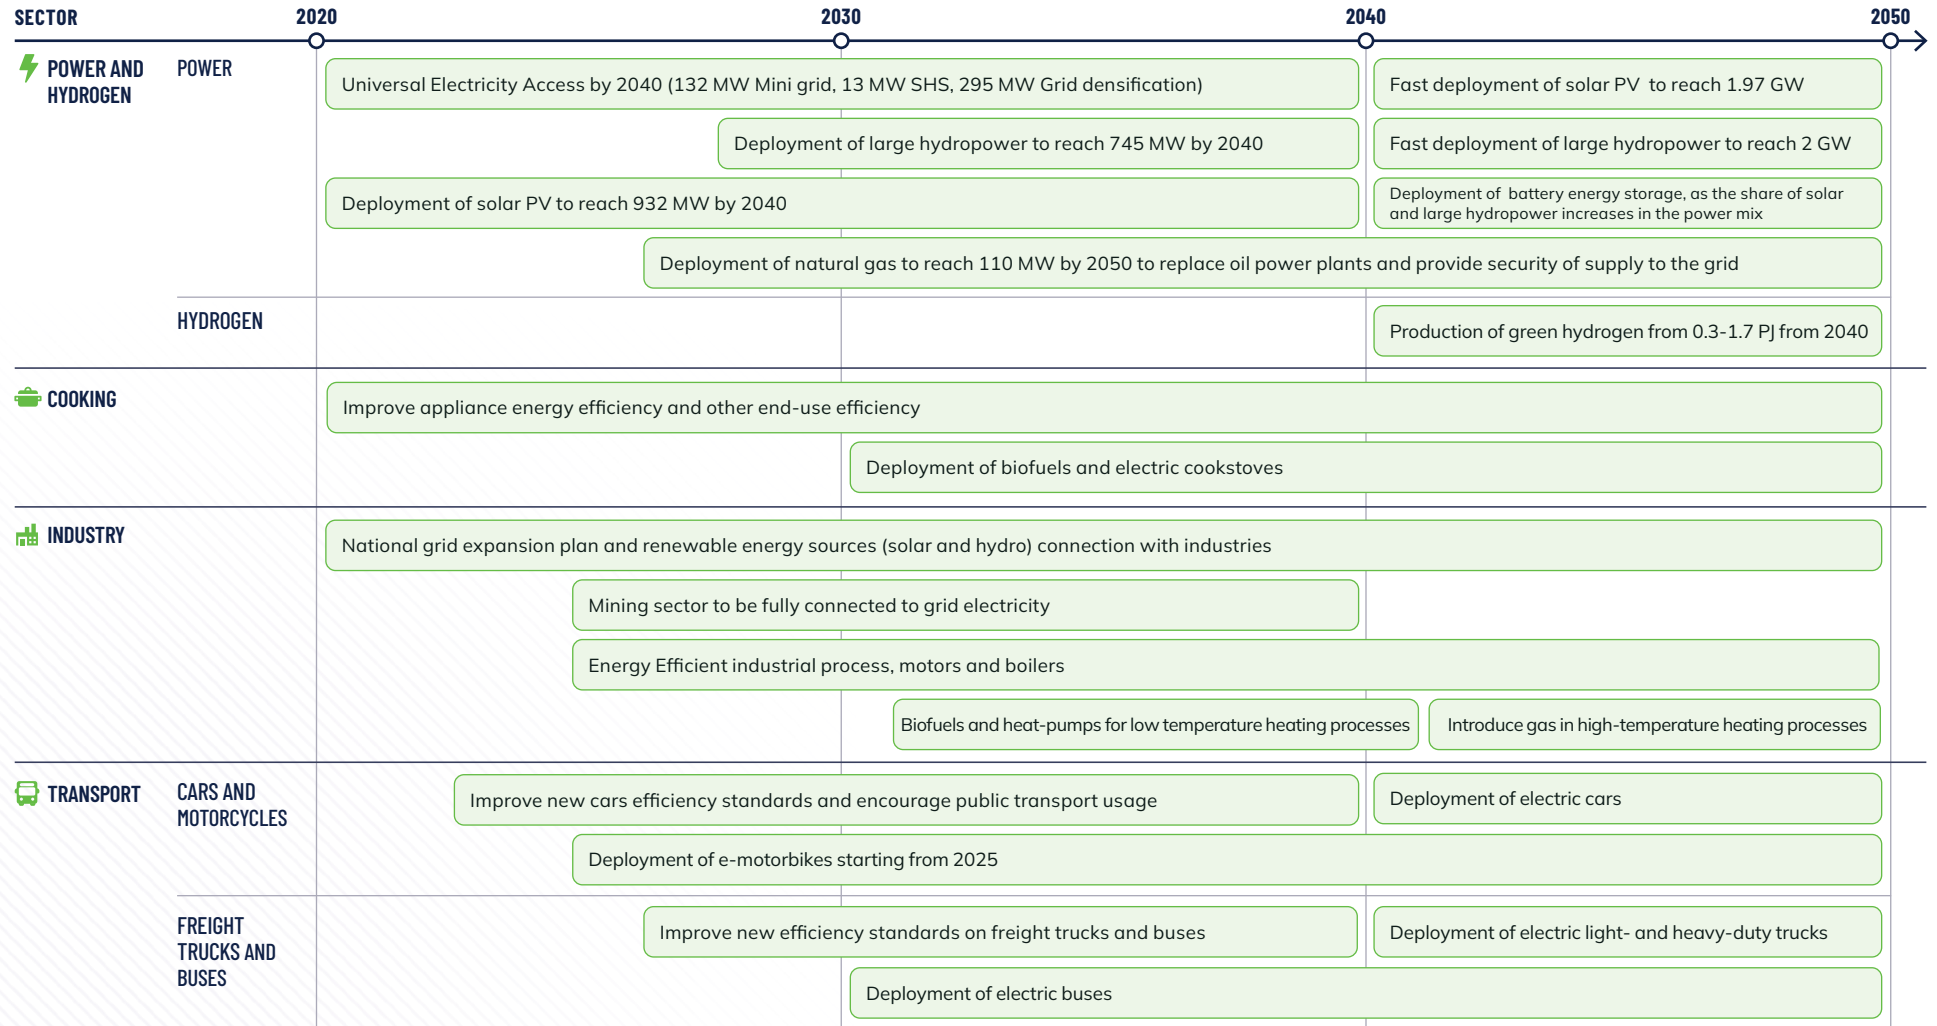 SECTOR
2020
2030
2040
2050
POWER AND
HYDROGEN
POWER
Universal Electricity Access by 2040 (132 MW Mini grid, 13 MW SHS, 295 MW Grid densification)
Fast deployment of solar PV to reach 1.97 GW
Deployment of large hydropower to reach 745 MW by 2040
Fast deployment of large hydropower to reach 2 GW
Deployment of solar PV to reach 932 MW by 2040
Deployment of battery energy storage, as the share of solar
and large hydropower increases in the power mix
Deployment of natural gas to reach 110 MW by 2050 to replace oil power plants and provide security of supply to the grid
HYDROGEN
Production of green hydrogen from 0.3-1.7 PJ from 2040
COOKING
Improve appliance energy efficiency and other end-use efficiency
Deployment of biofuels and electric cookstoves
INDUSTRY
National grid expansion plan and renewable energy sources (solar and hydro) connection with industries
Mining sector to be fully connected to grid electricity
Energy Efficient industrial process, motors and boilers
Biofuels and heat-pumps for low temperature heating processes
Introduce gas in high-temperature heating processes
TRANSPORT
CARS AND
MOTORCYCLES
Improve new cars efficiency standards and encourage public transport usage
Deployment of electric cars
Deployment of e-motorbikes starting from 2025
FREIGHT
TRUCKS AND
BUSES
Improve new efficiency standards on freight trucks and buses
Deployment of electric light- and heavy-duty trucks
Deployment of electric buses